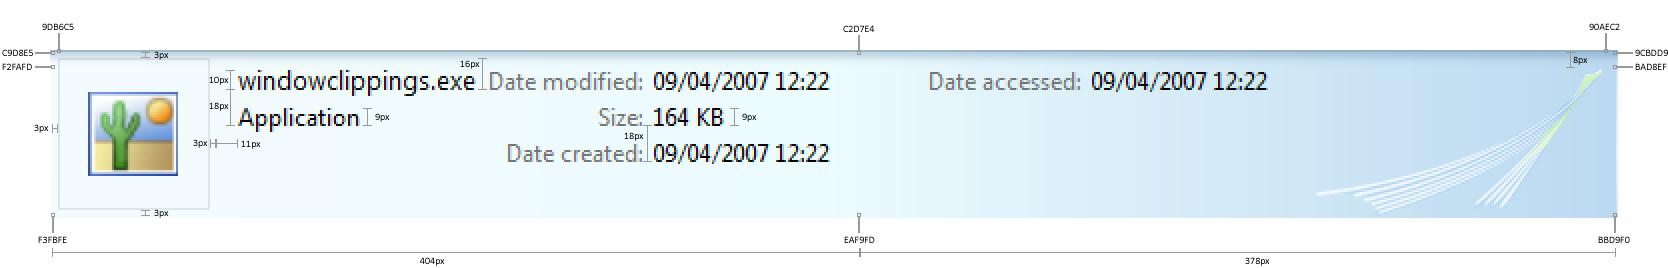 9DB6C5
C2D7E4
90AEC2
C9D8E5
3px
9CBDD9
F2FAFD
16px
8px
BAD8EF
10px
windowclippings.exe
Date modified: 09/04/2007 12:22
Date accessed: 09/04/2007 12:22
18px
Application
9px
Size: 164 KB
9px
3px
18px
3px
11px
Date created: 09/04/2007 12:22
3px
F3FBFE
EAF9FD
BBD9F0
404px
378px